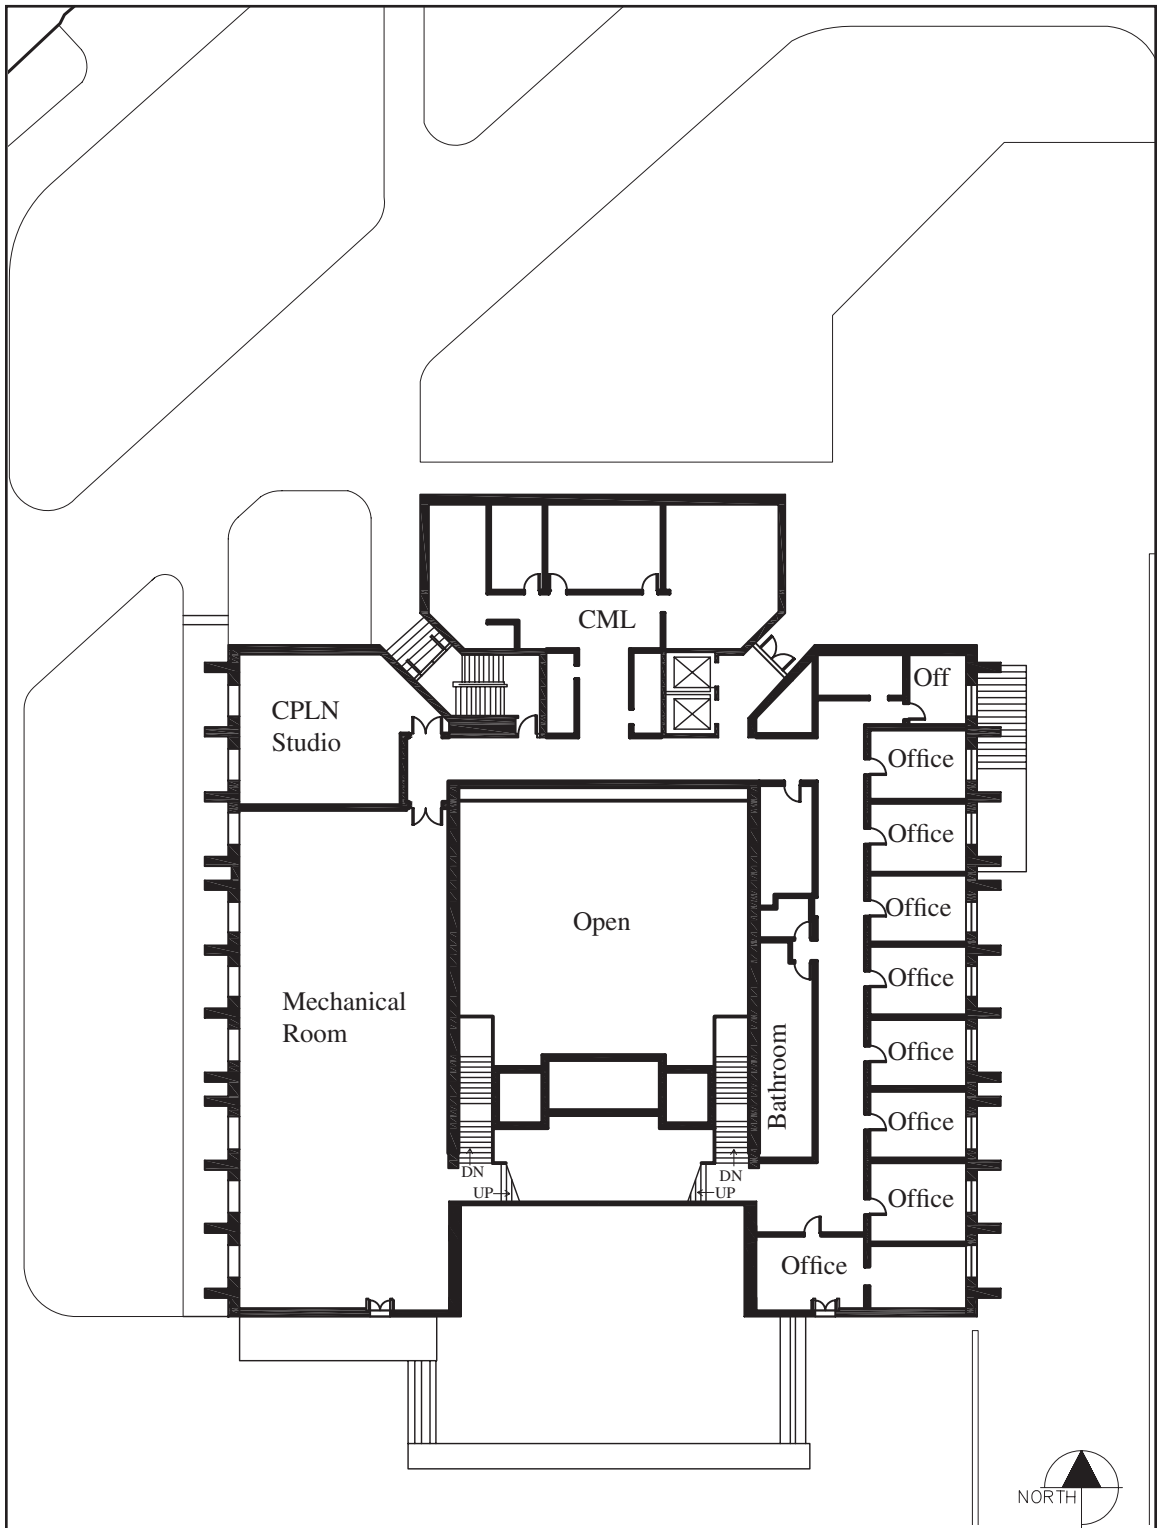 CML
Off
CPLN
Studio
Office
Office
Office
Open
Office
Mechanical
Room
Office
Bathroom
Office
DN
DN
UP
UP
Office
Office
NORTH